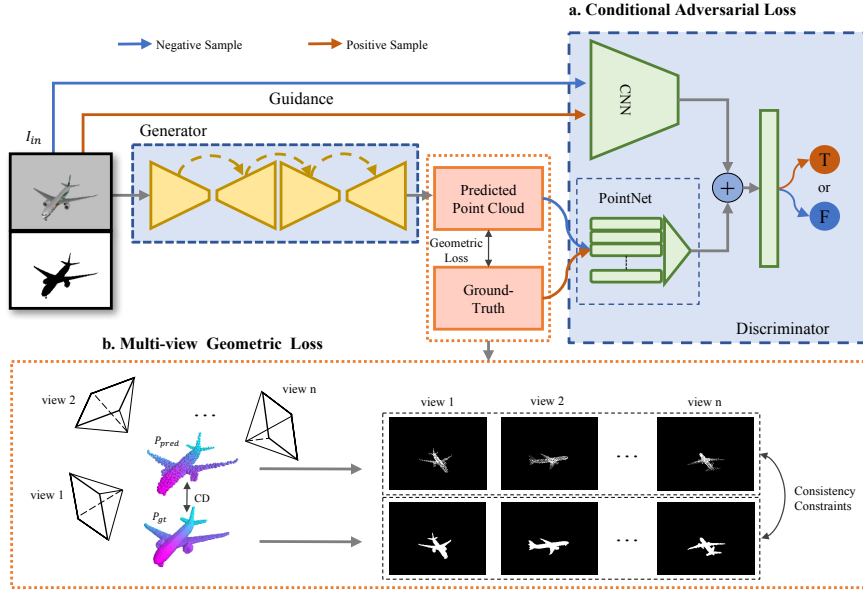 a. Conditional Adversarial Loss
Negative Sample
Positive Sample
Guidance
I_in
Generator
CNN
PointNet
Predicted
Point Cloud
Geometric
Loss
Ground-
Truth
+
T
or
F
Discriminator
b. Multi-view Geometric Loss
view 2
...
view n
P_pred
view 1
CD
P_gt
view 1
view 2
view n
...
...
Consistency
Constraints